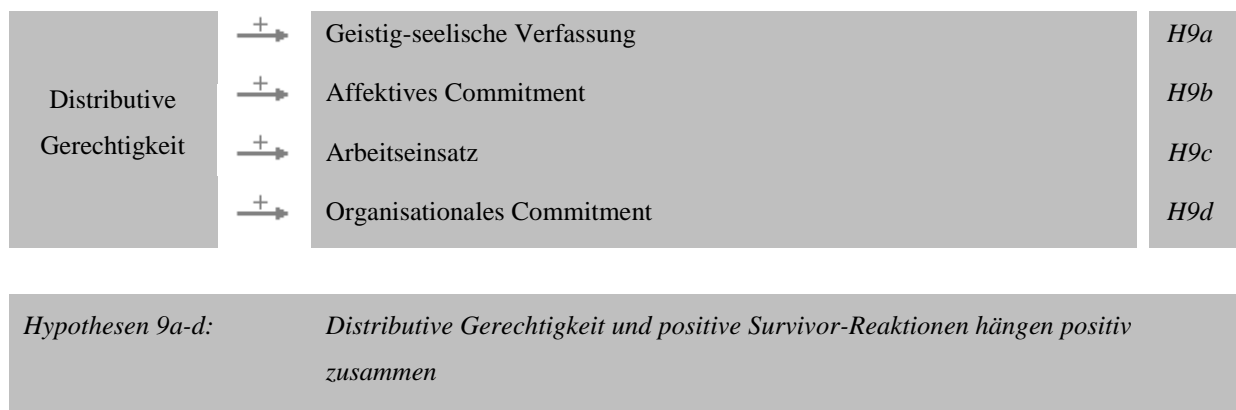 + Geistig-seelische Verfassung H9a
Distributive Gerechtigkeit
+ Affektives Commitment H9b
+ Arbeitseinsatz H9c
+ Organisationales Commitment H9d
Hypothesen 9a-d: Distributive Gerechtigkeit und positive Survivor-Reaktionen hängen positiv
zusammen